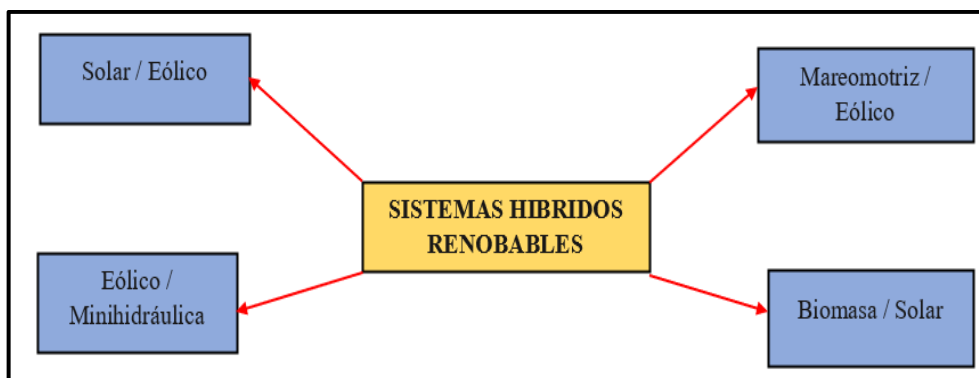 Solar / Eólico
Mareomotriz /
Eólico
SISTEMAS HIBRIDOS
RENOBABLES
Eólico /
Minihidráulica
Biomasa / Solar